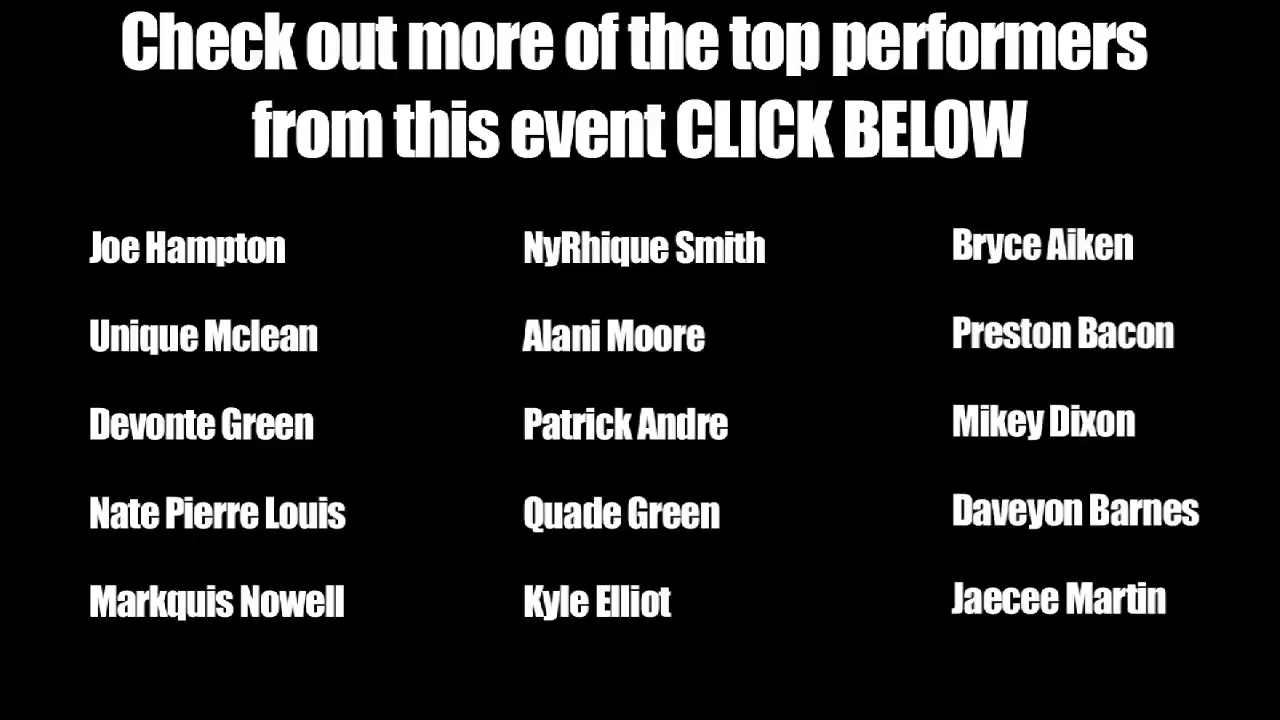 Check out more of the top performers
from this event CLICK BELOW
Joe Hampton
Unique Mclean
Devonte Green
Nate Pierre Louis
Markquis Nowell
NyRhique Smith
Alani Moore
Patrick Andre
Quade Green
Kyle Elliot
Bryce Aiken
Preston Bacon
Mikey Dixon
Daveyon Barnes
Jaecee Martin